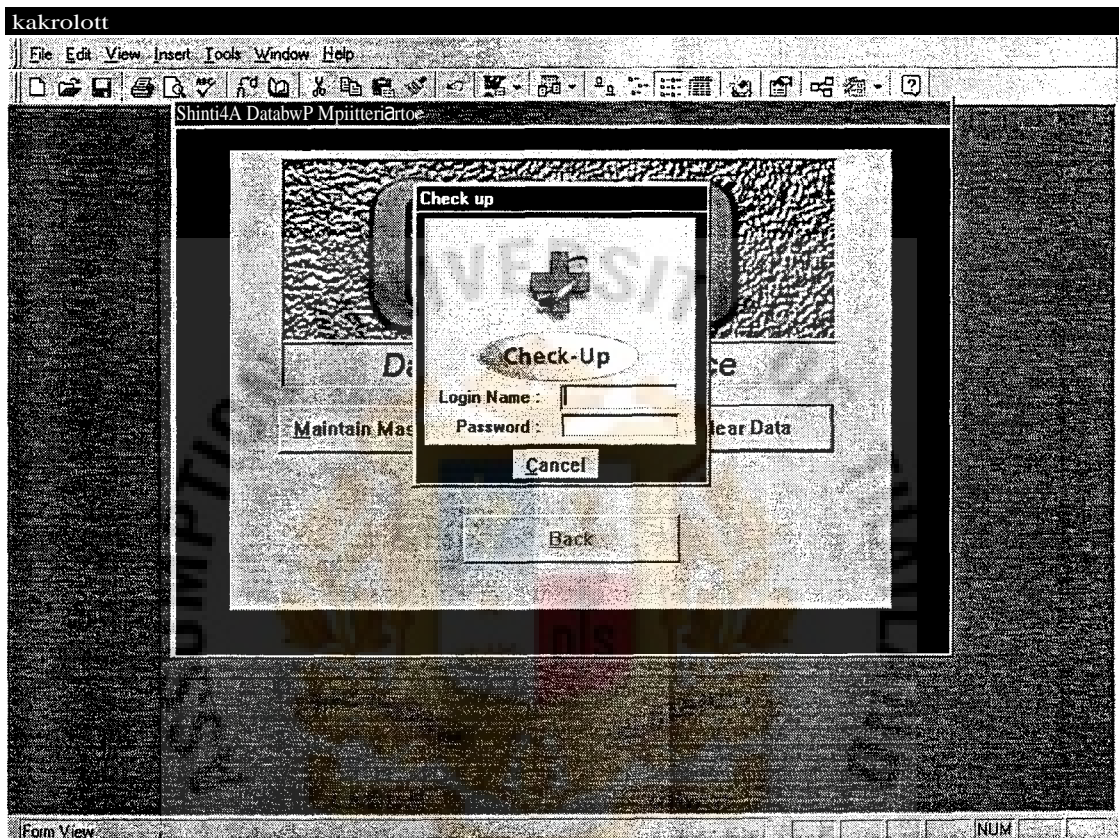 kakrolott
File Edit View Insert Tools Window Help
Shinti4A DatabwP Mpiitteriartoe
Check up
Check-Up
Da ce
Login Name :
Maintain Mas lear Data
Password :
Cancel
Back
Form View NUM